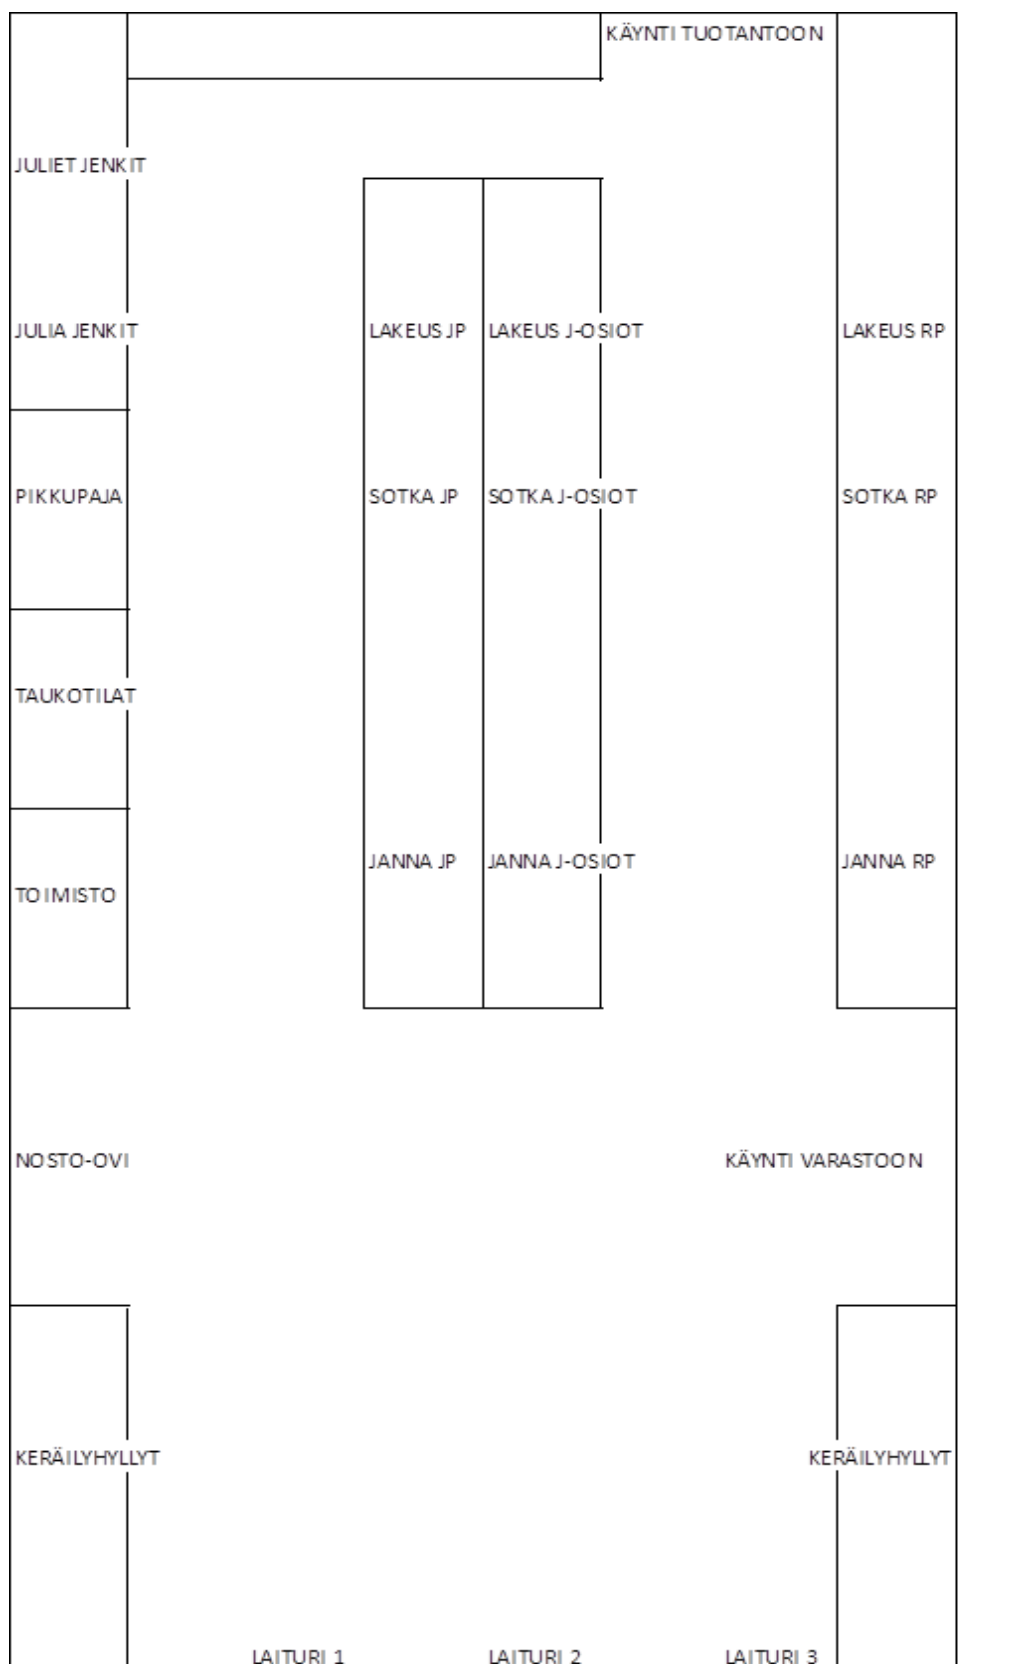 KÄYNTI TUOTANTOON
JULIET JENKIT
JULIA JENKIT
LAKEUS JP
LAKEUS J-OSIOT
LAKEUS RP
PIKKUPAJA
SOTKA JP
SOTKA J-OSIOT
SOTKA RP
TAUKOTILAT
JANNA JP
JANNA J-OSIOT
JANNA RP
TOIMISTO
NOSTO-OVI
KÄYNTI VARASTOON
KERÄILYHYLLYT
KERÄILYHYLLYT
LAITURI 1
LAITURI 2
LAITURI 3